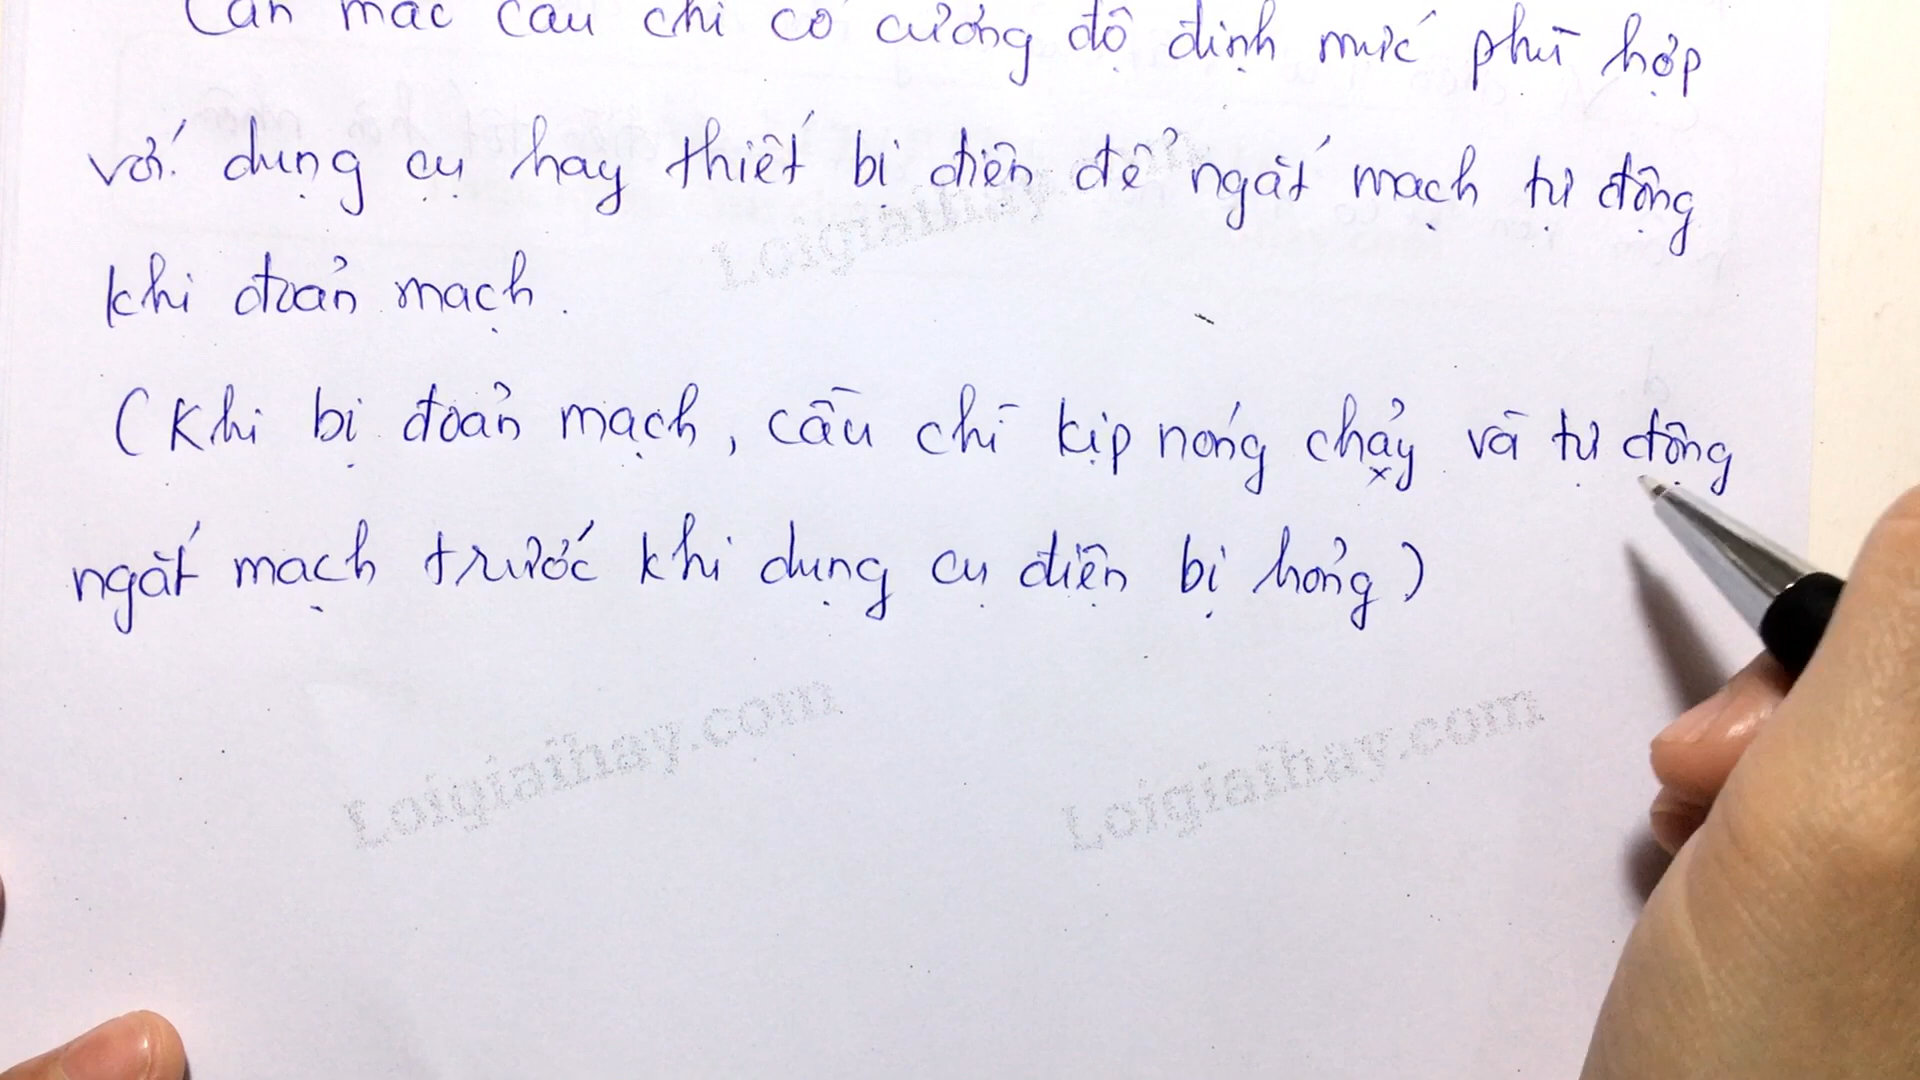 Cần mắc cầu chì có cường độ định mức phù hợp
với dụng cụ hay thiết bị điện để ngắt mạch tự động
khi đoản mạch.
(Khi bị đoản mạch, cầu chì kịp nóng chảy và tự động
ngắt mạch trước khi dụng cụ điện bị hỏng)
Loigiaihay.com
Loigiaihay.com
Loigiaihay.com